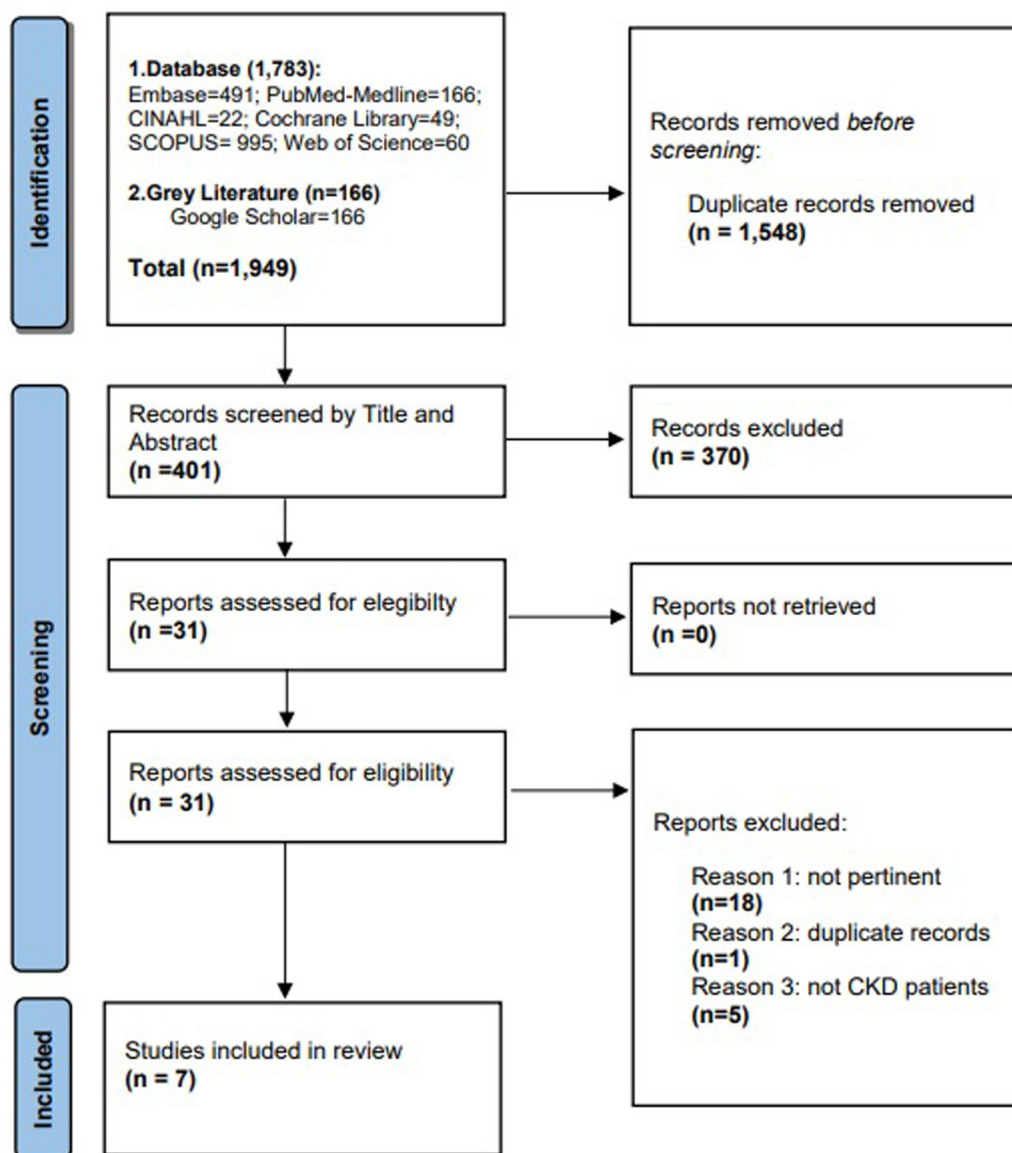 Identification
1.Database (1,783):
Embase=491; PubMed-Medline=166;
CINAHL=22; Cochrane Library=49;
SCOPUS= 995; Web of Science=60
2.Grey Literature (n=166)
Google Scholar=166
Total (n=1,949)
Records removed before
screening:
Duplicate records removed
(n = 1,548)
Screening
Records screened by Title and
Abstract
(n =401)
Records excluded
(n = 370)
Reports assessed for elegibilty
(n =31)
Reports not retrieved
(n =0)
Reports assessed for eligibility
(n = 31)
Reports excluded:
Reason 1: not pertinent
(n=18)
Reason 2: duplicate records
(n=1)
Reason 3: not CKD patients
(n=5)
Included
Studies included in review
(n = 7)